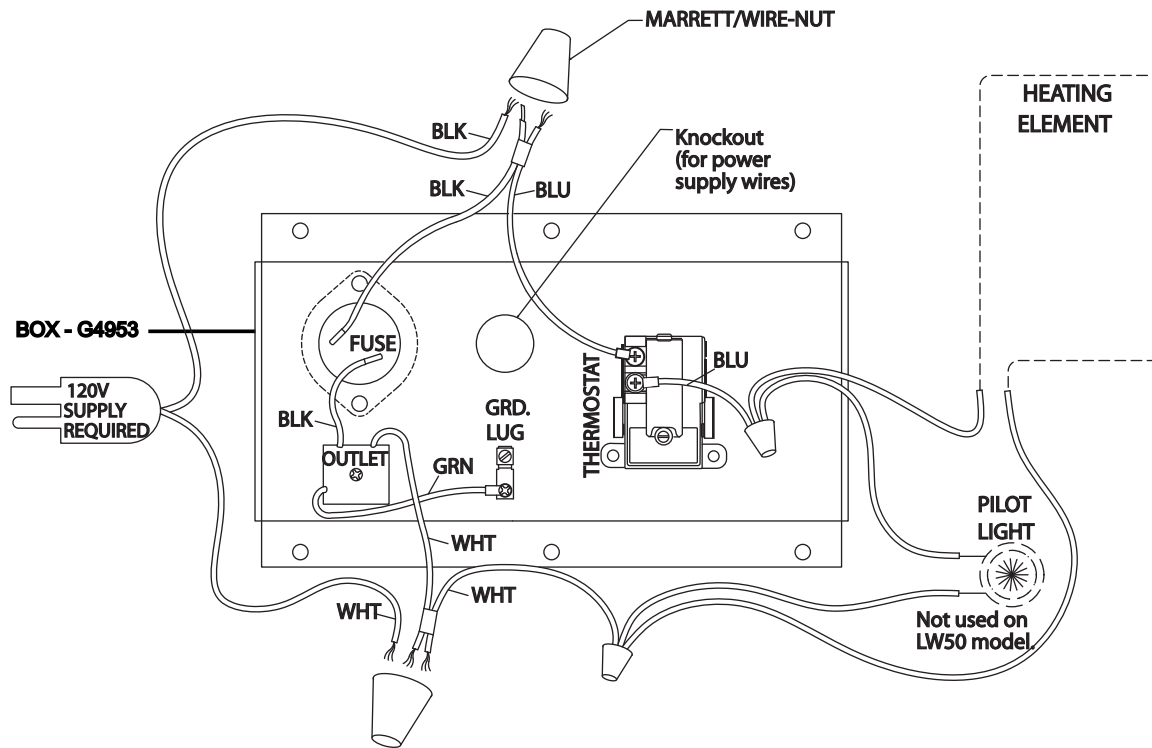 MARRETT/WIRE-NUT
HEATING
ELEMENT
BLK
Knockout
(for power
supply wires)
BLK
BLU
BOX - G4953
FUSE
THERMOSTAT
BLU
120V
SUPPLY
REQUIRED
BLK
GRD.
LUG
OUTLET
GRN
PILOT
LIGHT
WHT
WHT
WHT
Not used on
LW50 model.